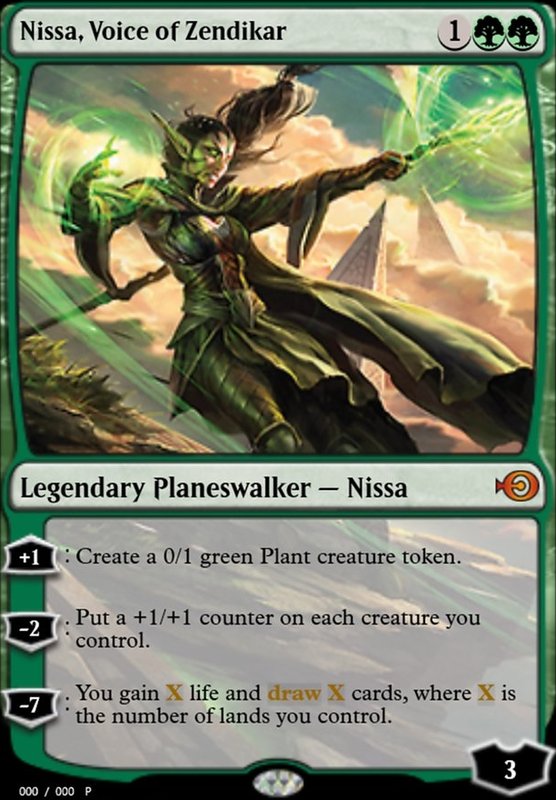 Nissa, Voice of Zendikar 1
Legendary Planeswalker — Nissa
+1 : Create a 0/1 green Plant creature token.
−2 : Put a +1/+1 counter on each creature you
control.
−7 : You gain X life and draw X cards, where X is
the number of lands you control.
3
000 / 000 P